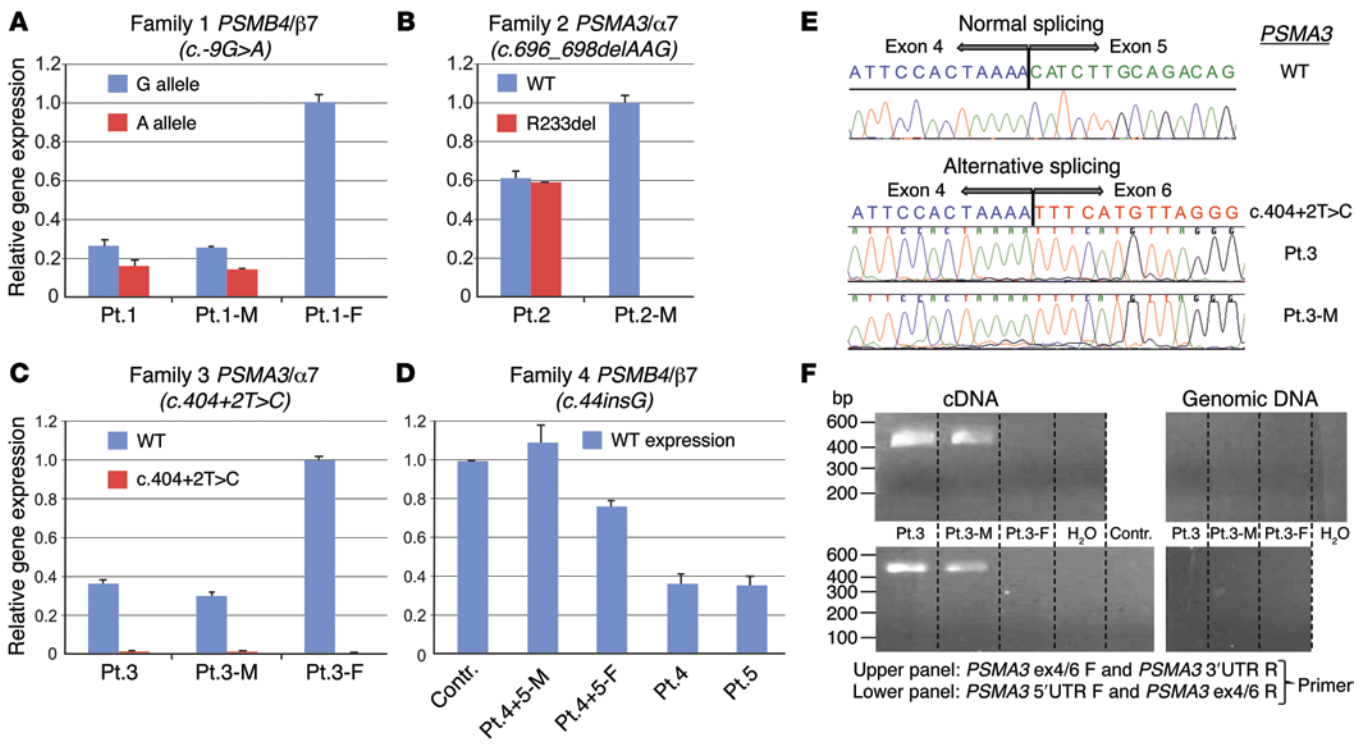 A
Family 1 PSMB4/β7
(c.-9G>A)
Relative gene expression
1.2
1.0
0.8
0.6
0.4
0.2
0
G allele
A allele
Pt.1
Pt.1-M
Pt.1-F
B
Family 2 PSMA3/α7
(c.696_698delAAG)
1.2
1.0
0.8
0.6
0.4
0.2
0
WT
R233del
Pt.2
Pt.2-M
C
Family 3 PSMA3/α7
(c.404+2T>C)
Relative gene expression
1.2
1.0
0.8
0.6
0.4
0.2
0
WT
c.404+2T>C
Pt.3
Pt.3-M
Pt.3-F
D
Family 4 PSMB4/β7
(c.44insG)
1.2
1.0
0.8
0.6
0.4
0.2
0
WT expression
Contr.
Pt.4+5-M
Pt.4+5-F
Pt.4
Pt.5
E
Normal splicing
PSMA3
Exon 4 Exon 5
ATTCCACTAAAACATCTTGCAGACAG
WT
Alternative splicing
Exon 4 Exon 6
ATTCCACTAAAATTTCATGTTAGGG
c.404+2T>C
ATTCCACTAAAATTTCATGTTAGGG
Pt.3
ATTCCACTAAAATTTCATGTTAGGG
Pt.3-M
F
bp
cDNA
Genomic DNA
600
400
300
200
Pt.3 Pt.3-M Pt.3-F H2O Contr.
Pt.3 Pt.3-M Pt.3-F H2O
600
400
300
200
100
Upper panel: PSMA3 ex4/6 F and PSMA3 3′UTR R
Lower panel: PSMA3 5′UTR F and PSMA3 ex4/6 R
Primer